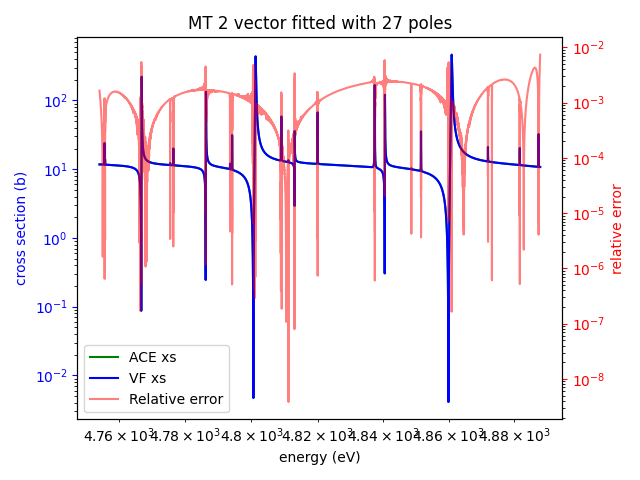 MT 2 vector fitted with 27 poles
10²
10¹
10⁰
10⁻¹
10⁻²
cross section (b)
10⁻²
10⁻³
10⁻⁴
10⁻⁵
10⁻⁶
10⁻⁷
10⁻⁸
relative error
ACE xs
VF xs
Relative error
4.76 × 10³ 4.78 × 10³ 4.8 × 10³ 4.82 × 10³ 4.84 × 10³ 4.86 × 10³ 4.88 × 10³
energy (eV)